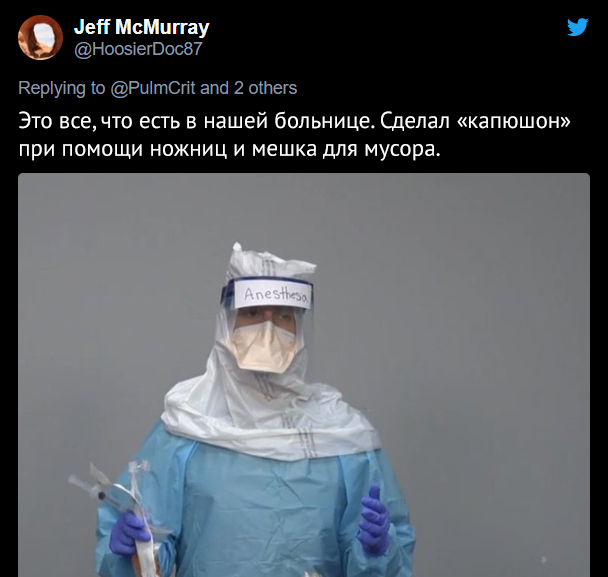 Jeff McMurray
@HoosierDoc87
Replying to @PulmCrit and 2 others
Это все, что есть в нашей больнице. Сделал «капюшон»
при помощи ножниц и мешка для мусора.
Anesthesa